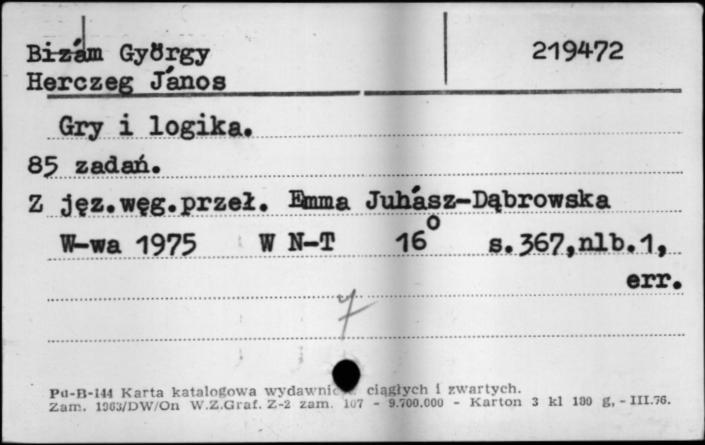 Bizám György 219472
Herczeg János
Gry i logika.
85 zadań.
Z jęz.węg.przeł. Emma Juhász-Dąbrowska
W-wa 1975 W N-T 16° s.367,nlb.1,
err.
7
Pu-B-144 Karta katalogowa ciągłych i zwartych.
Zam. 1963/DW/On W.Z.Graf. Z-2 zam. 107 - 9.700.000 - Karton 3 kl 180 g, - III.76.